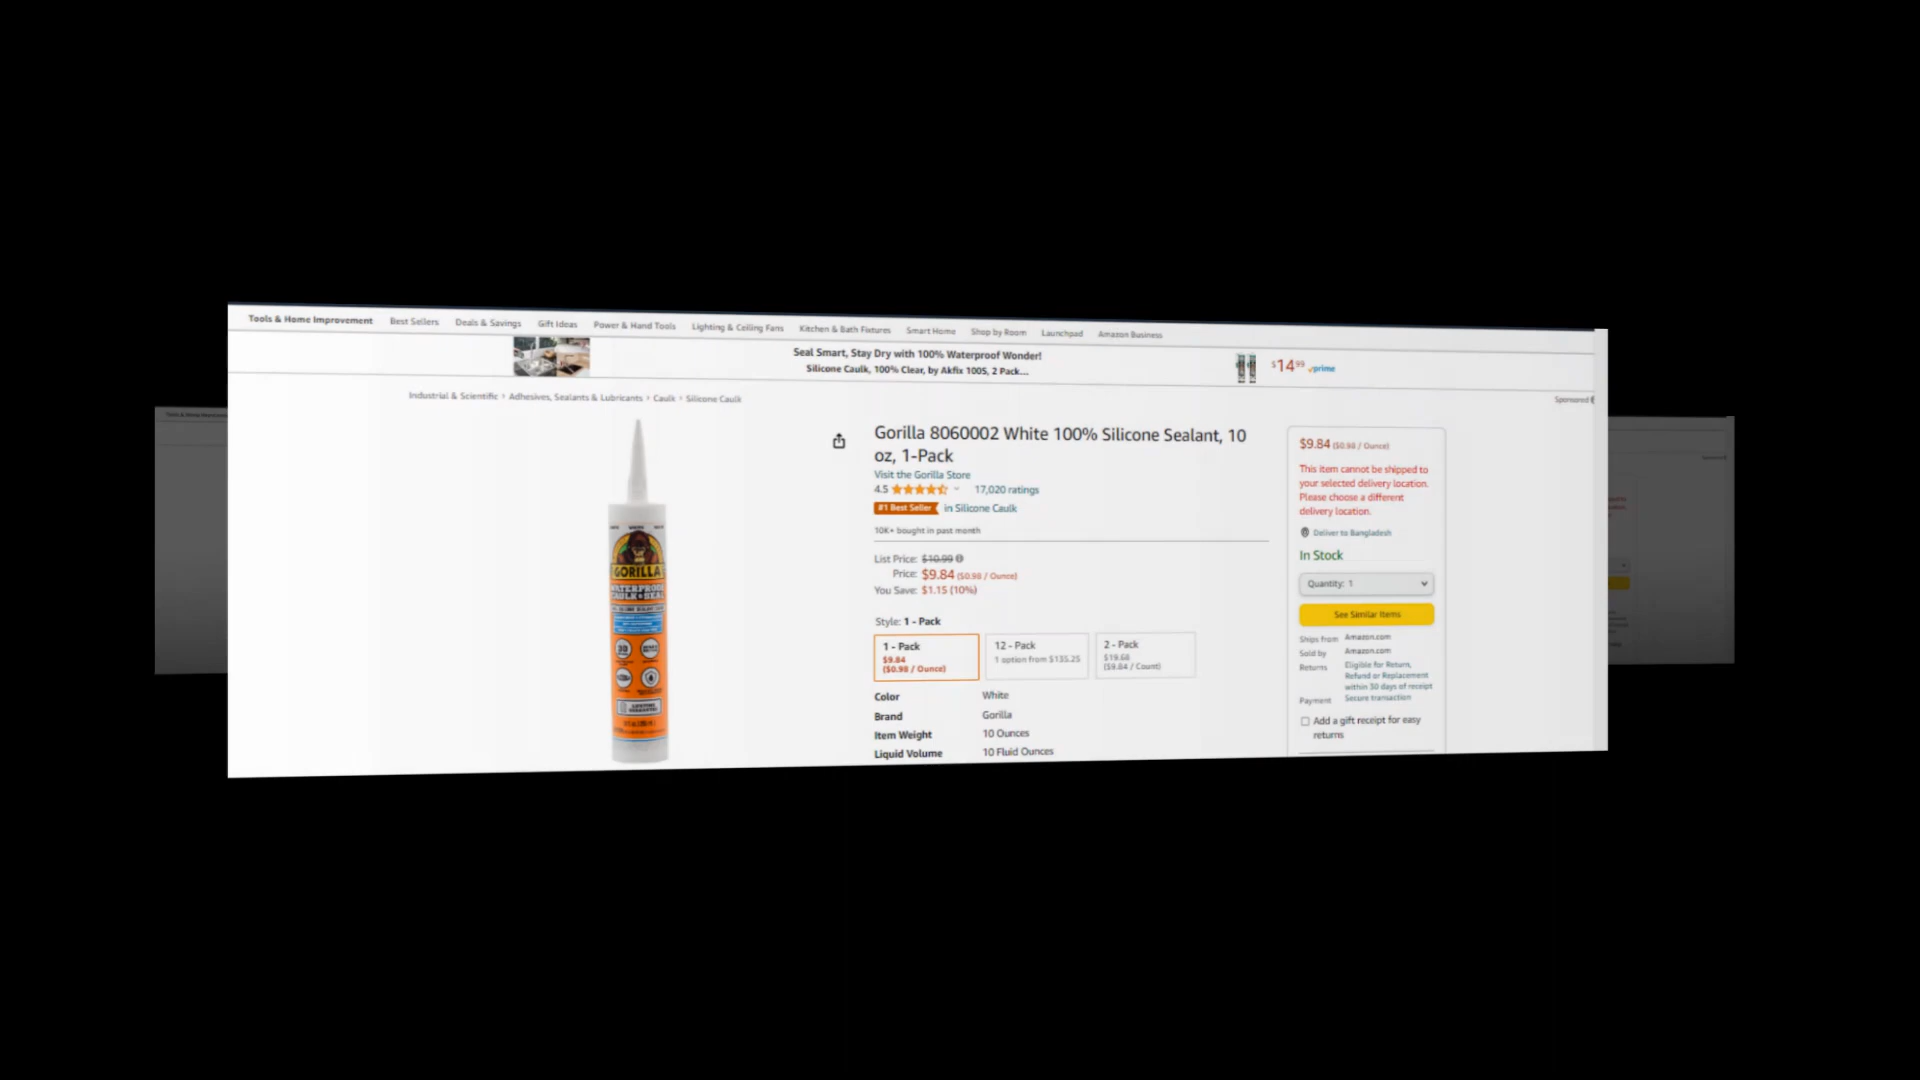 Tools & Home Improvement Best Sellers Deals & Savings Gift Ideas Power & Hand Tools Lighting & Ceiling Fans Kitchen & Bath Fixtures Smart Home Shop by Room Launchpad Amazon Business
Seal Smart, Stay Dry with 100% Waterproof Wonder!
Silicone Caulk, 100% Clear, by Akfix 100S, 2 Pack...
$14.99 prime
Sponsored
Industrial & Scientific › Adhesives, Sealants & Lubricants › Caulk › Silicone Caulk
GORILLA
WATERPROOF
CAULK & SEAL
Gorilla 8060002 White 100% Silicone Sealant, 10
oz, 1-Pack
Visit the Gorilla Store
4.5 17,020 ratings
#1 Best Seller in Silicone Caulk
10K+ bought in past month
List Price: $10.99
Price: $9.84 ($0.98 / Ounce)
You Save: $1.15 (10%)
Style: 1 - Pack
1 - Pack
$9.84
($0.98 / Ounce)
12 - Pack
1 option from $135.25
2 - Pack
$19.68
($9.84 / Count)
Color White
Brand Gorilla
Item Weight 10 Ounces
Liquid Volume 10 Fluid Ounces
$9.84 ($0.98 / Ounce)
This item cannot be shipped to
your selected delivery location.
Please choose a different
delivery location.
Deliver to Bangladesh
In Stock
Quantity: 1
See Similar Items
Ships from Amazon.com
Sold by Amazon.com
Returns Eligible for Return,
Refund or Replacement
within 30 days of receipt
Payment Secure transaction
Add a gift receipt for easy
returns